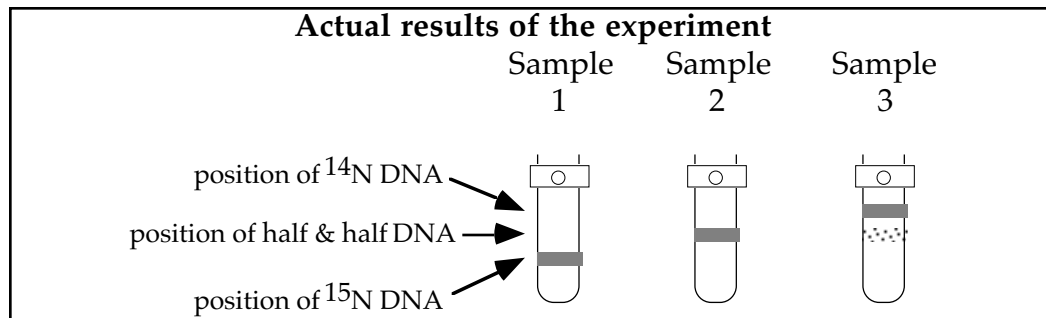 Actual results of the experiment
Sample 1
Sample 2
Sample 3
position of ¹⁴N DNA
position of half & half DNA
position of ¹⁵N DNA